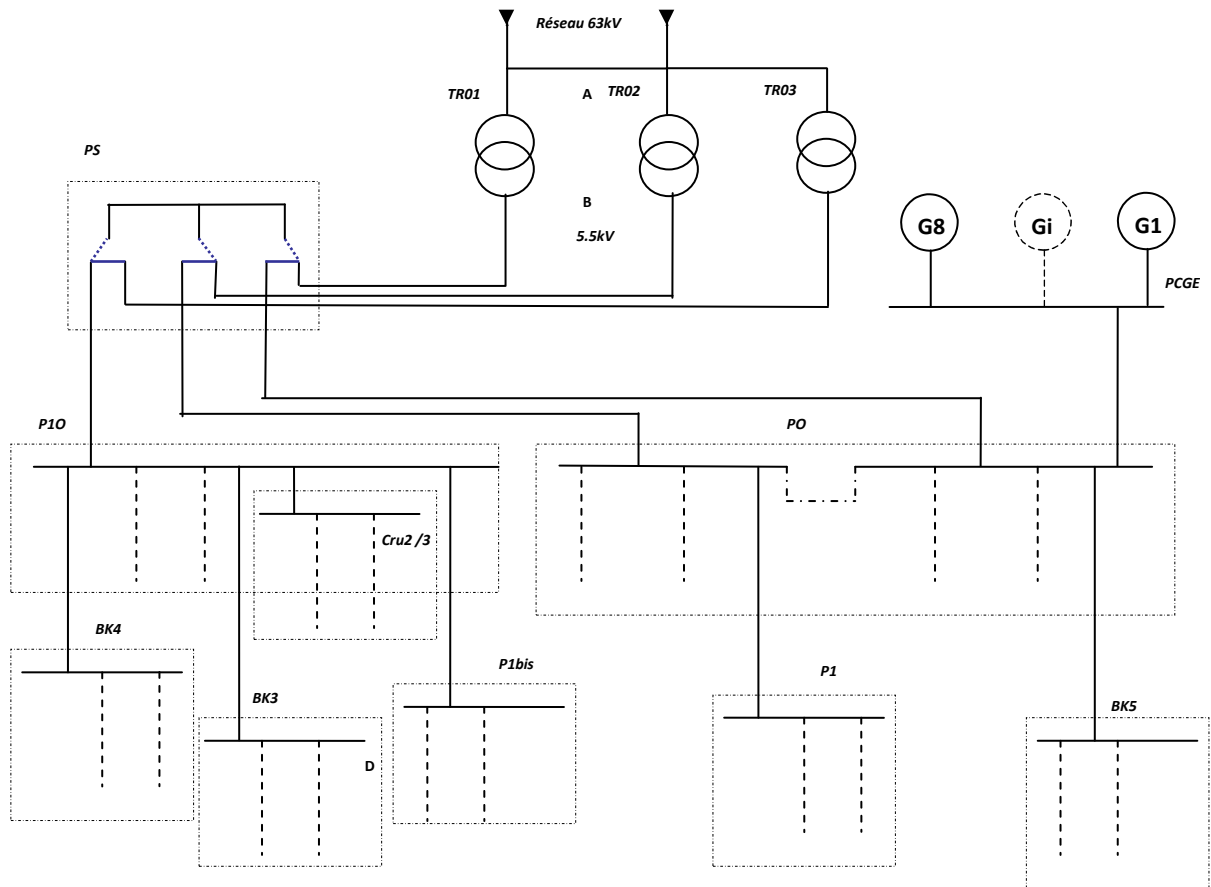 Réseau 63kV
TR01
A
TR02
TR03
PS
B
5.5kV
G8
Gi
G1
PCGE
P1O
PO
Cru2 /3
BK4
P1bis
P1
BK3
BK5
D